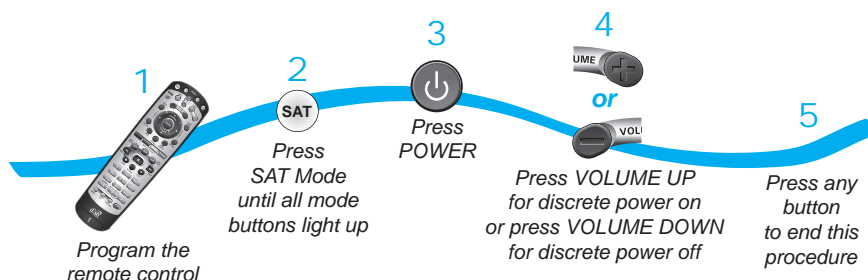 1
Program the
remote control
2
SAT
Press
SAT Mode
until all mode
buttons light up
3
Press
POWER
4
UME
or
VOLU
Press VOLUME UP
for discrete power on
or press VOLUME DOWN
for discrete power off
5
Press any
button
to end this
procedure